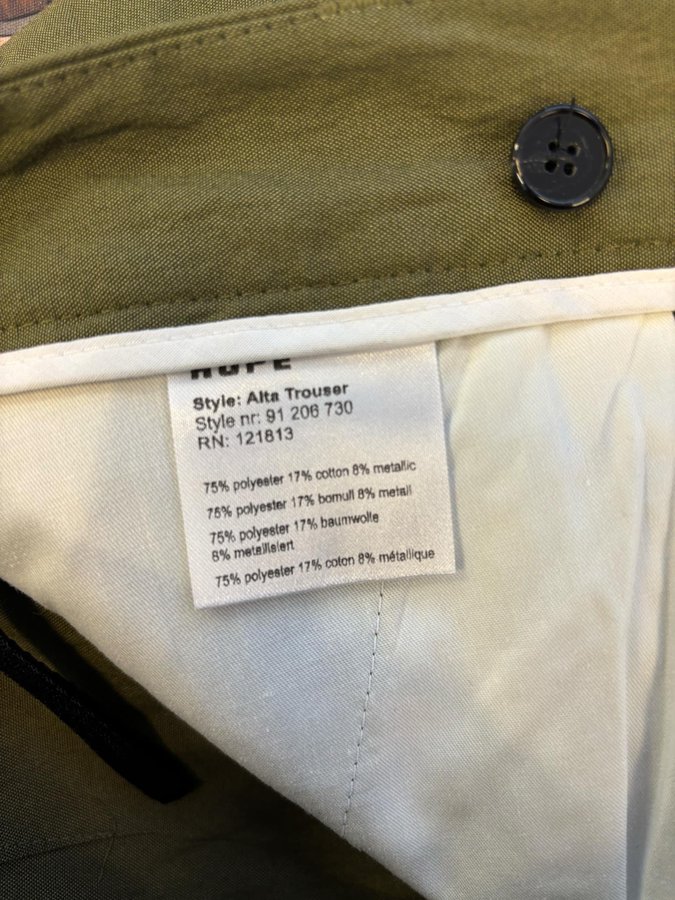 HOPE
Style: Alta Trouser
Style nr: 91 206 730
RN: 121813
75% polyester 17% cotton 8% metallic
75% polyester 17% bomull 8% metall
75% polyester 17% baumwolle
8% metallisiert
75% polyester 17% coton 8% métallique